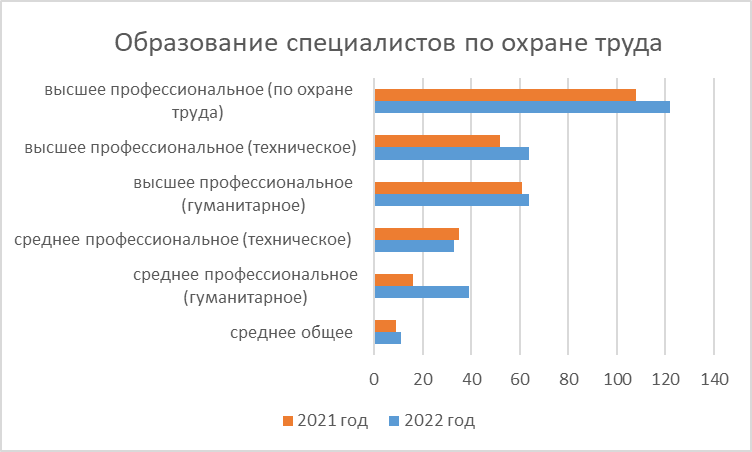 Образование специалистов по охране труда
высшее профессиональное (по охране
труда)
высшее профессиональное (техническое)
высшее профессиональное
(гуманитарное)
среднее профессиональное (техническое)
среднее профессиональное
(гуманитарное)
среднее общее
0 20 40 60 80 100 120 140
2021 год 2022 год